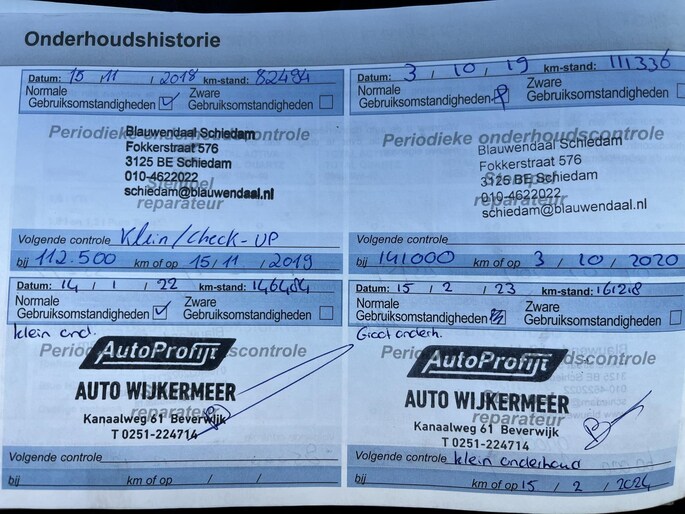 Onderhoudshistorie
Datum: 15 / 11 / 2018 km-stand: 82494
Normale Gebruiksomstandigheden
Zware Gebruiksomstandigheden
Periodieke onderhoudscontrole
Stempel reparateur
Blauwendaal Schiedam
Fokkerstraat 576
3125 BE Schiedam
010-4622022
schiedam@blauwendaal.nl
Volgende controle Klein/check-UP
bij 112.500 km of op 15/11/2019
Datum: 3 / 10 / 19 km-stand: 111336
Normale Gebruiksomstandigheden
Zware Gebruiksomstandigheden
Periodieke onderhoudscontrole
Stempel reparateur
Blauwendaal Schiedam
Fokkerstraat 576
3125 BE Schiedam
010-4622022
schiedam@blauwendaal.nl
Volgende controle
bij 141000 km of op 3 / 10 / 2020
Datum: 14 / 1 / 22 km-stand: 146484
Normale Gebruiksomstandigheden
Zware Gebruiksomstandigheden
klein ond.
Periodieke onderhoudscontrole
reparateur
AutoProfijt
AUTO WIJKERMEER
Kanaalweg 61 Beverwijk
T 0251-224714
Volgende controle
bij km of op / /
Datum: 15 / 2 / 23 km-stand: 161218
Normale Gebruiksomstandigheden
Zware Gebruiksomstandigheden
Groot onderh.
Periodieke onderhoudscontrole
reparateur
AutoProfijt
AUTO WIJKERMEER
Kanaalweg 61 Beverwijk
T 0251-224714
Volgende controle klein onderhoud
bij km of op 15 / 2 / 2024